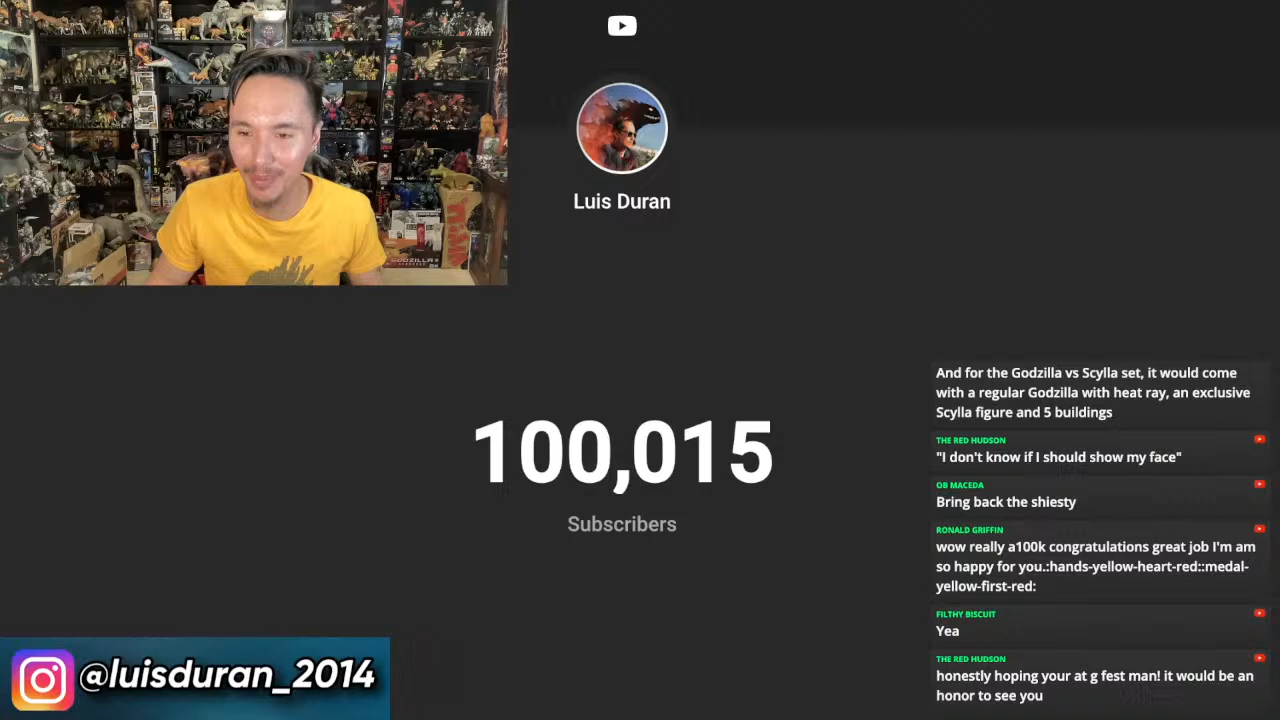 Luis Duran
100,015
Subscribers
And for the Godzilla vs Scylla set, it would come
with a regular Godzilla with heat ray, an exclusive
Scylla figure and 5 buildings
THE RED HUDSON
"I don't know if I should show my face"
OB MACEDA
Bring back the shiesty
RONALD GRIFFIN
wow really a100k congratulations great job I'm am
so happy for you.:hands-yellow-heart-red::medal-
yellow-first-red:
FILTHY BISCUIT
Yea
THE RED HUDSON
honestly hoping your at g fest man! it would be an
honor to see you
@luisduran_2014
GODZILLA